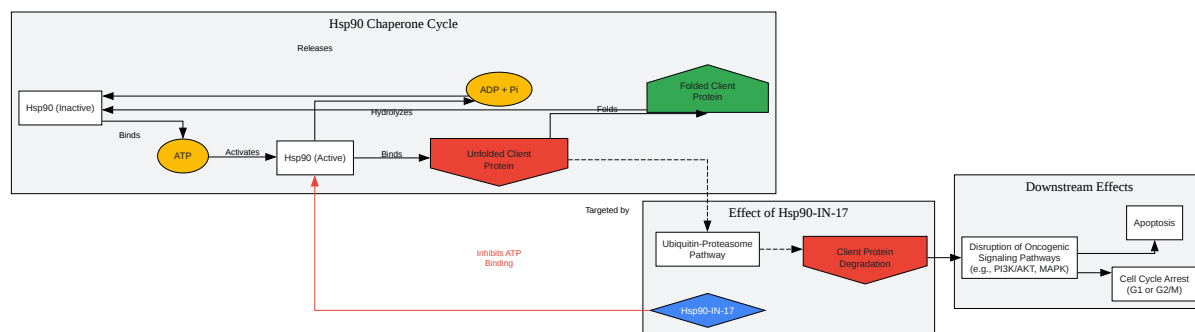 Hsp90 Chaperone Cycle
Releases
Hsp90 (Inactive)
ADP + Pi
Folded Client
Protein
Hydrolyzes
Folds
Binds
ATP
Activates
Hsp90 (Active)
Binds
Unfolded Client
Protein
Targeted by
Effect of Hsp90-IN-17
Ubiquitin-Proteasome
Pathway
Client Protein
Degradation
Inhibits ATP
Binding
Hsp90-IN-17
Downstream Effects
Disruption of Oncogenic
Signaling Pathways
(e.g., PI3K/AKT, MAPK)
Apoptosis
Cell Cycle Arrest
(G1 or G2/M)